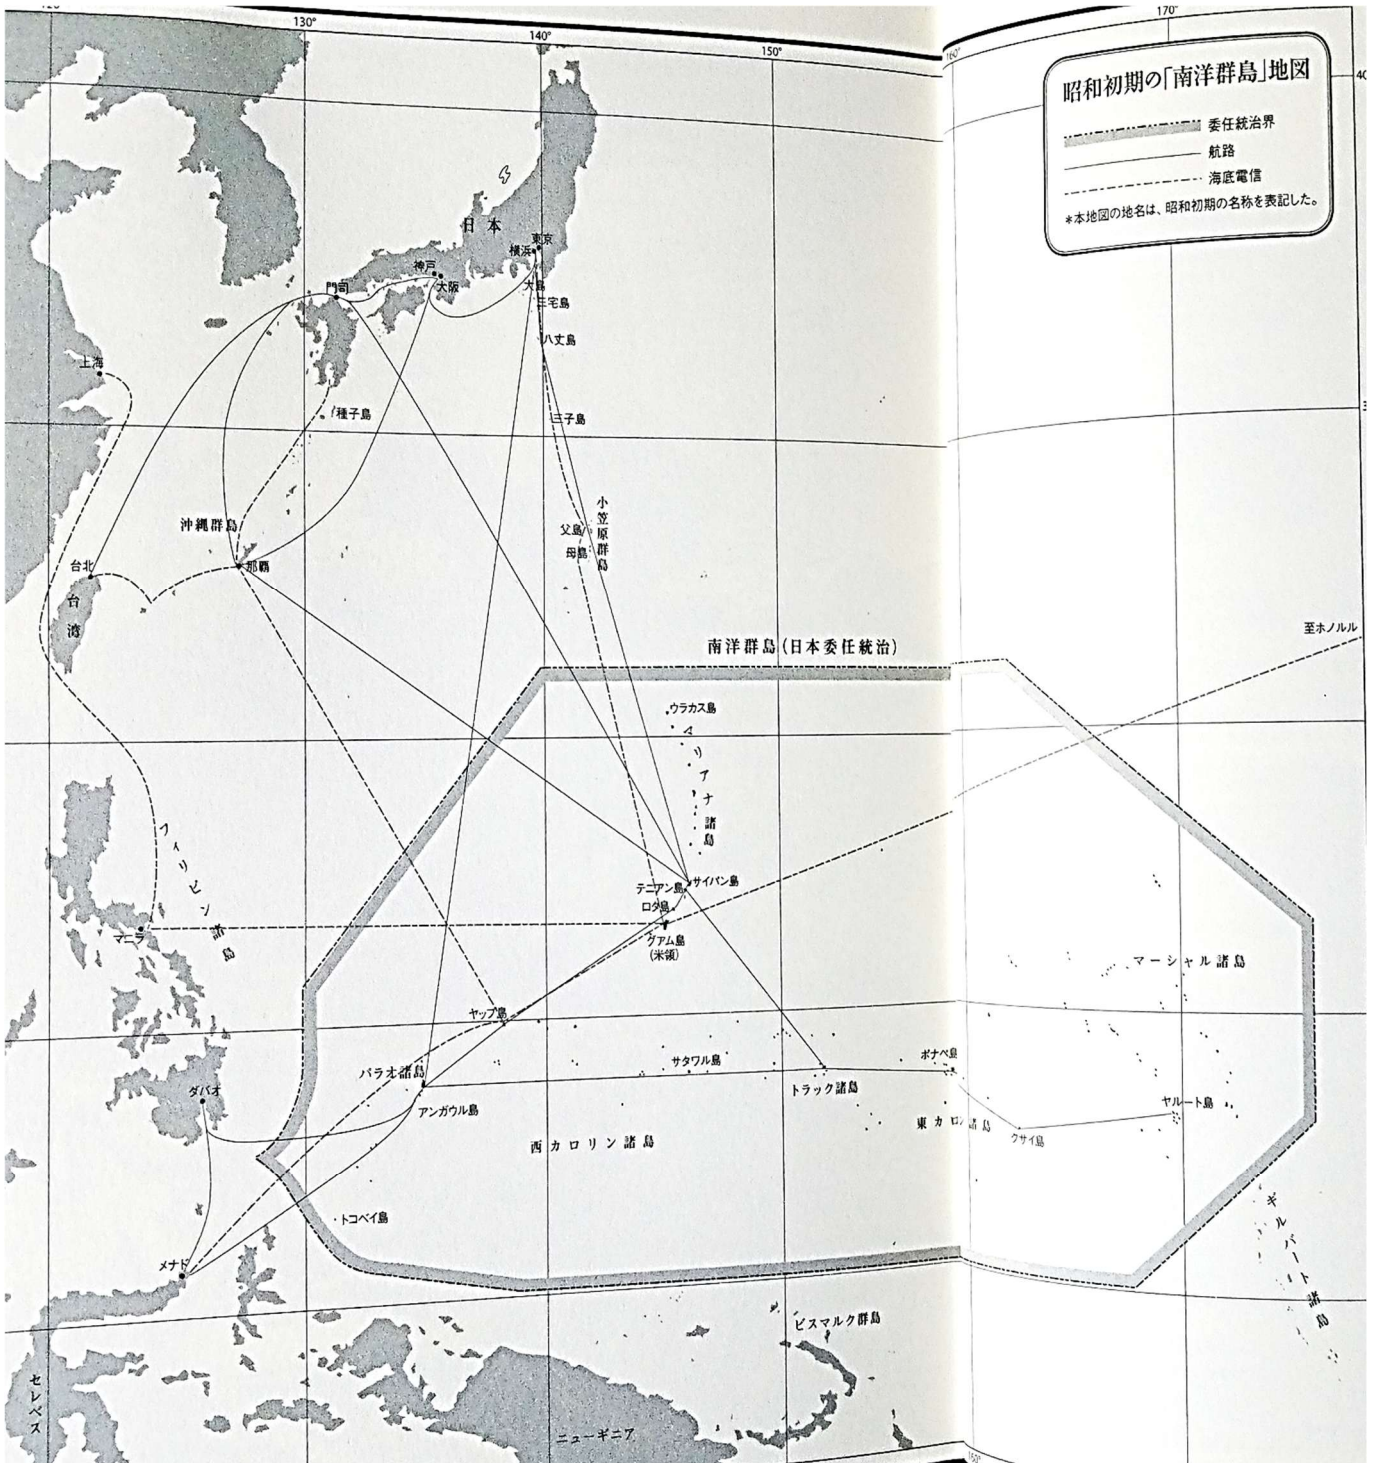 130°
140°
150°
160°
170°
昭和初期の「南洋群島」地図
委任統治界
航路
海底電信
*本地図の地名は、昭和初期の名称を表記した。
日本
東京
横浜
神戸
大阪
門司
大島
三宅島
八丈島
上海
種子島
三子島
小笠原群島
父島
母島
沖縄群島
那覇
台北
台湾
至ホノルル
南洋群島(日本委任統治)
ウラカス島
マリアナ諸島
フィリピン諸島
サイパン島
テニアン島
ロタ島
グアム島
(米領)
マニラ
マーシャル諸島
ヤップ島
サタワル島
ポナペ島
パラオ諸島
トラック諸島
ダバオ
アンガウル島
ヤルート島
東カロリン諸島
クサイ島
西カロリン諸島
トコベイ島
ギルバート諸島
メナド
ビスマルク群島
セレベス
ニューギニア
160°